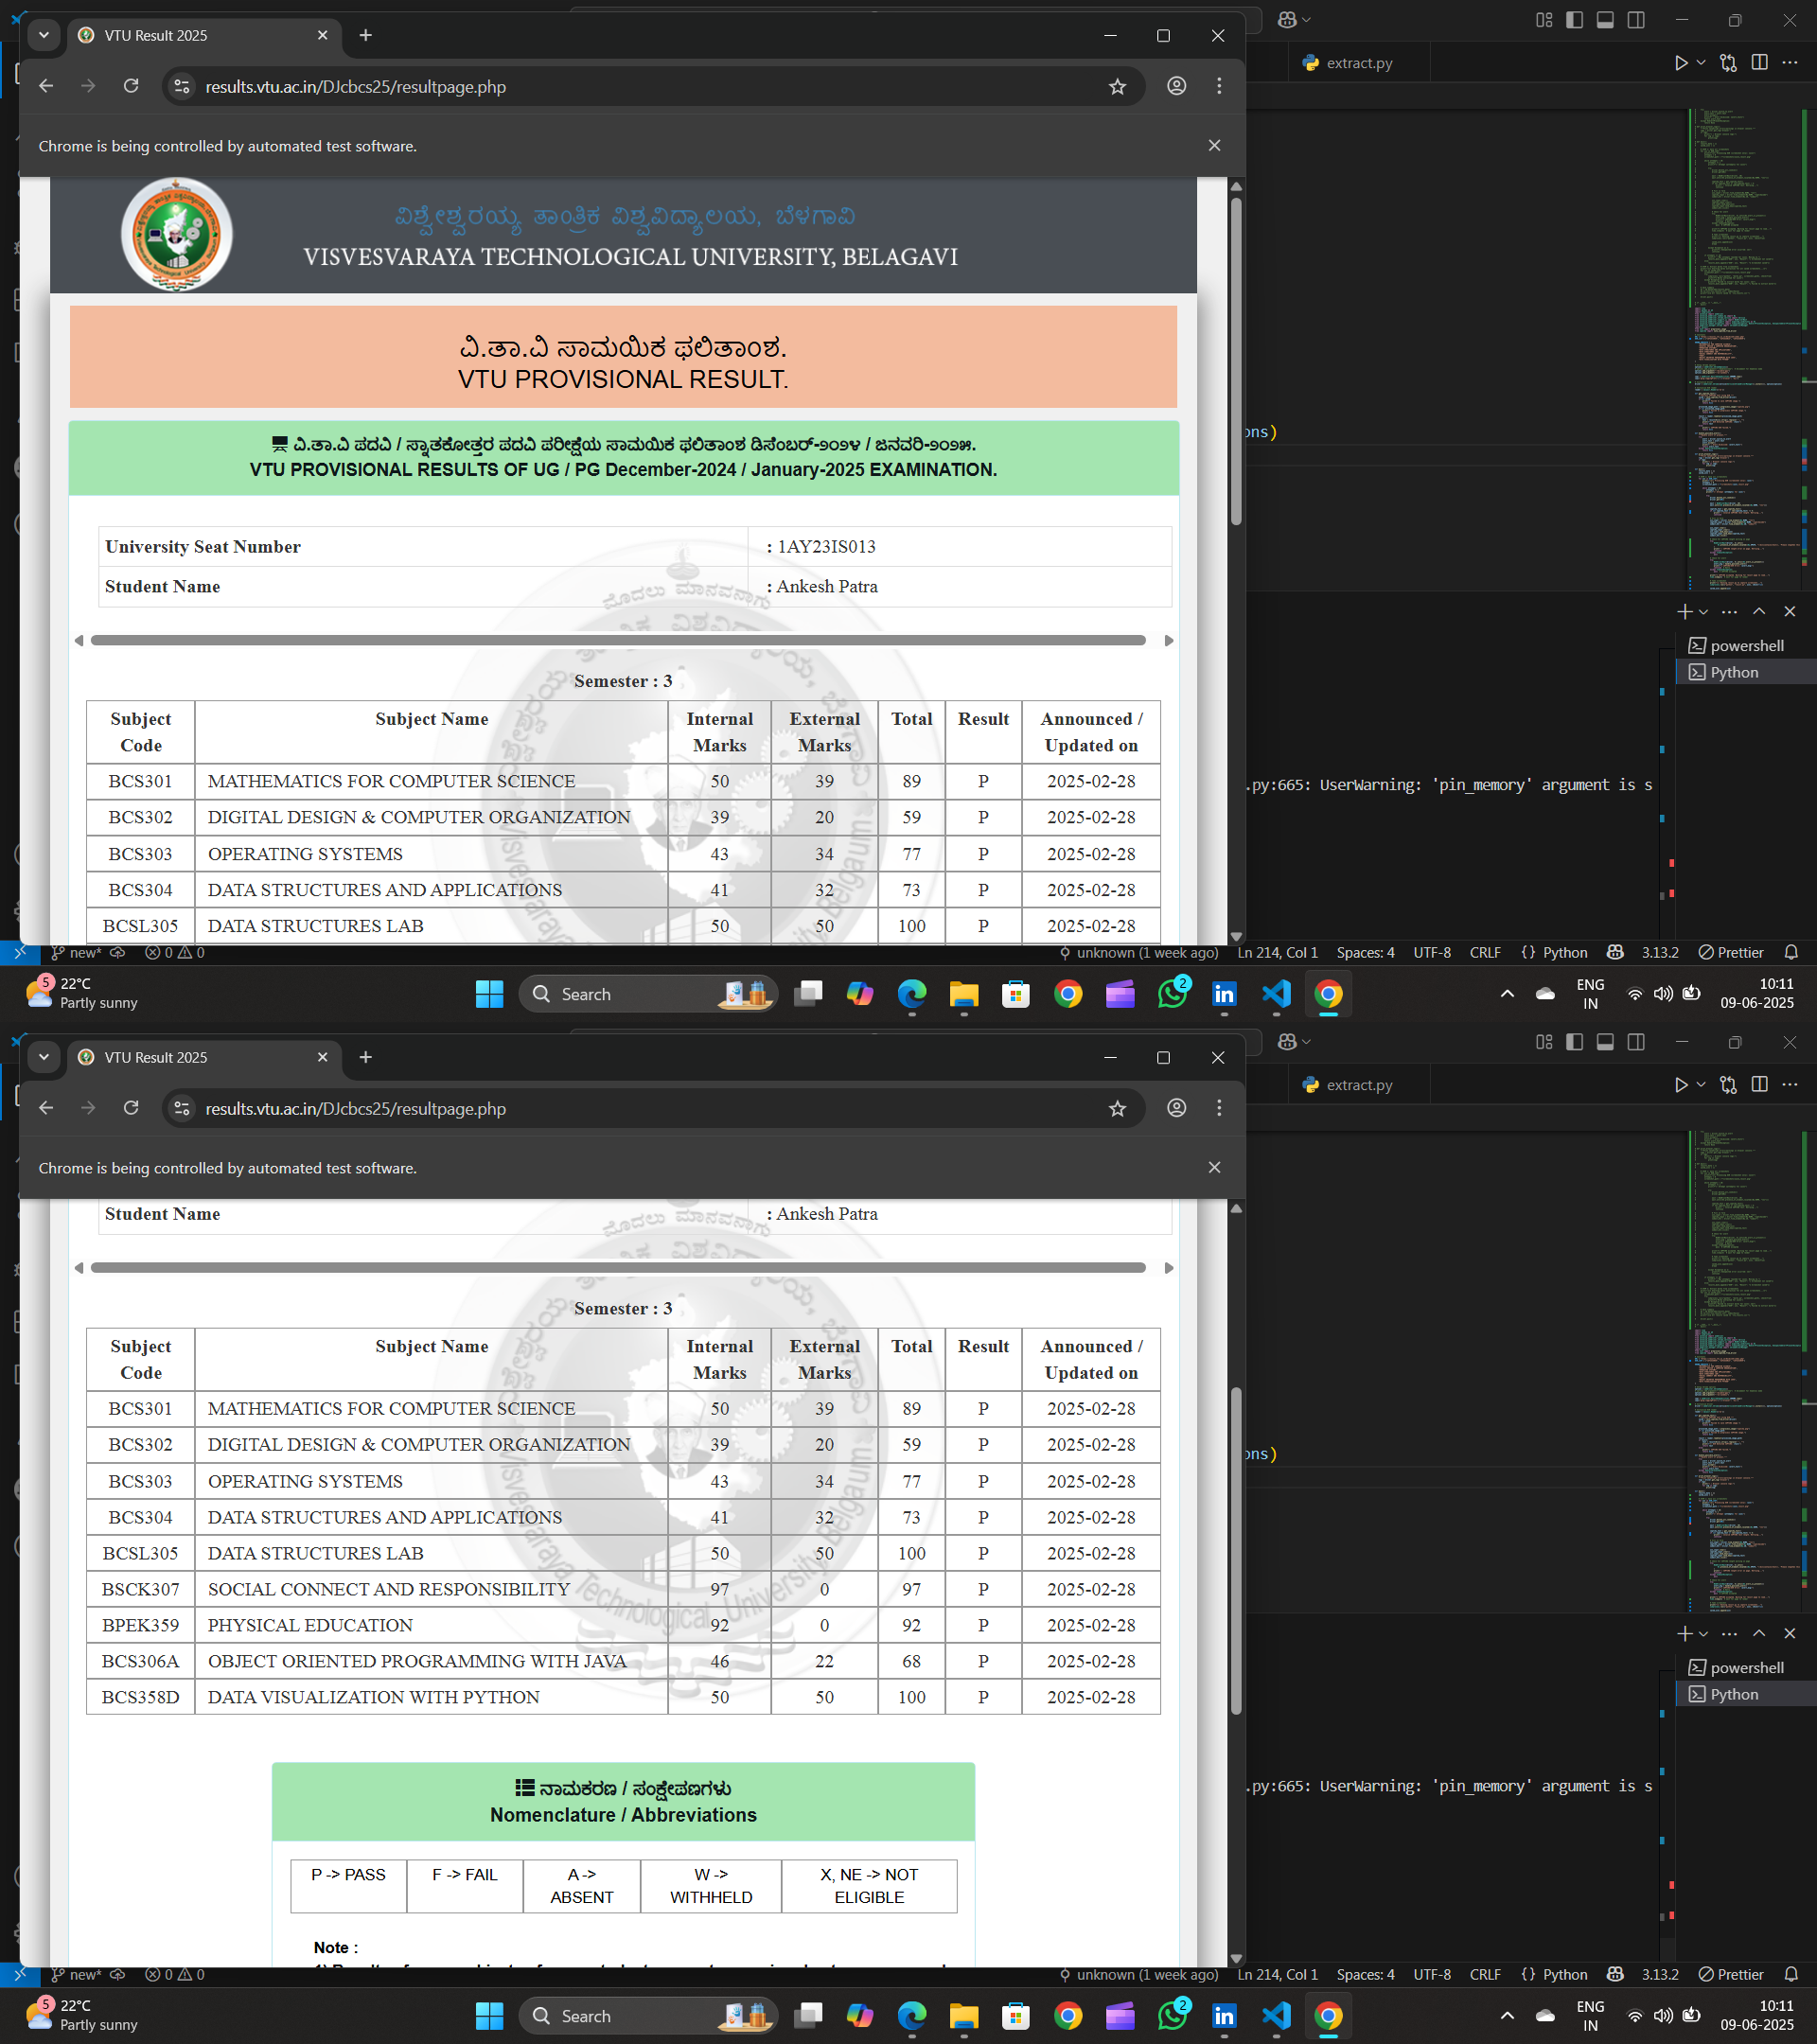 VTU Result 2025
results.vtu.ac.in/DJcbcs25/resultpage.php
extract.py
Chrome is being controlled by automated test software.
ವಿಶ್ವೇಶ್ವರಯ್ಯ ತಾಂತ್ರಿಕ ವಿಶ್ವವಿದ್ಯಾಲಯ, ಬೆಳಗಾವಿ
VISVESVARAYA TECHNOLOGICAL UNIVERSITY, BELAGAVI
ವಿ.ತಾ.ವಿ ಸಾಮಯಿಕ ಫಲಿತಾಂಶ.
VTU PROVISIONAL RESULT.
ವಿ.ತಾ.ವಿ ಪದವಿ / ಸ್ನಾತಕೋತ್ತರ ಪದವಿ ಪರೀಕ್ಷೆಯ ಸಾಮಯಿಕ ಫಲಿತಾಂಶ ಡಿಸೆಂಬರ್-೨೦೨೪ / ಜನವರಿ-೨೦೨೫.
VTU PROVISIONAL RESULTS OF UG / PG December-2024 / January-2025 EXAMINATION.
ons)
University Seat Number : 1AY23IS013
Student Name : Ankesh Patra
powershell
Python
Semester : 3
Subject Code Subject Name Internal Marks External Marks Total Result Announced / Updated on
BCS301 MATHEMATICS FOR COMPUTER SCIENCE 50 39 89 P 2025-02-28
BCS302 DIGITAL DESIGN & COMPUTER ORGANIZATION 39 20 59 P 2025-02-28
BCS303 OPERATING SYSTEMS 43 34 77 P 2025-02-28
BCS304 DATA STRUCTURES AND APPLICATIONS 41 32 73 P 2025-02-28
BCSL305 DATA STRUCTURES LAB 50 50 100 P 2025-02-28
.py:665: UserWarning: 'pin_memory' argument is s
new* 0 0 unknown (1 week ago) Ln 214, Col 1 Spaces: 4 UTF-8 CRLF {} Python 3.13.2 Prettier
5 22°C
Partly sunny
Search
2
ENG
IN
10:11
09-06-2025
VTU Result 2025
results.vtu.ac.in/DJcbcs25/resultpage.php
extract.py
Chrome is being controlled by automated test software.
Student Name : Ankesh Patra
ons)
Semester : 3
Subject Code Subject Name Internal Marks External Marks Total Result Announced / Updated on
BCS301 MATHEMATICS FOR COMPUTER SCIENCE 50 39 89 P 2025-02-28
BCS302 DIGITAL DESIGN & COMPUTER ORGANIZATION 39 20 59 P 2025-02-28
BCS303 OPERATING SYSTEMS 43 34 77 P 2025-02-28
BCS304 DATA STRUCTURES AND APPLICATIONS 41 32 73 P 2025-02-28
BCSL305 DATA STRUCTURES LAB 50 50 100 P 2025-02-28
BSCK307 SOCIAL CONNECT AND RESPONSIBILITY 97 0 97 P 2025-02-28
BPEK359 PHYSICAL EDUCATION 92 0 92 P 2025-02-28
BCS306A OBJECT ORIENTED PROGRAMMING WITH JAVA 46 22 68 P 2025-02-28
BCS358D DATA VISUALIZATION WITH PYTHON 50 50 100 P 2025-02-28
powershell
Python
ನಾಮಕರಣ / ಸಂಕ್ಷೇಪಣಗಳು
Nomenclature / Abbreviations
.py:665: UserWarning: 'pin_memory' argument is s
P -> PASS F -> FAIL A -> ABSENT W -> WITHHELD X, NE -> NOT ELIGIBLE
Note :
new* 0 0 unknown (1 week ago) Ln 214, Col 1 Spaces: 4 UTF-8 CRLF {} Python 3.13.2 Prettier
5 22°C
Partly sunny
Search
2
ENG
IN
10:11
09-06-2025